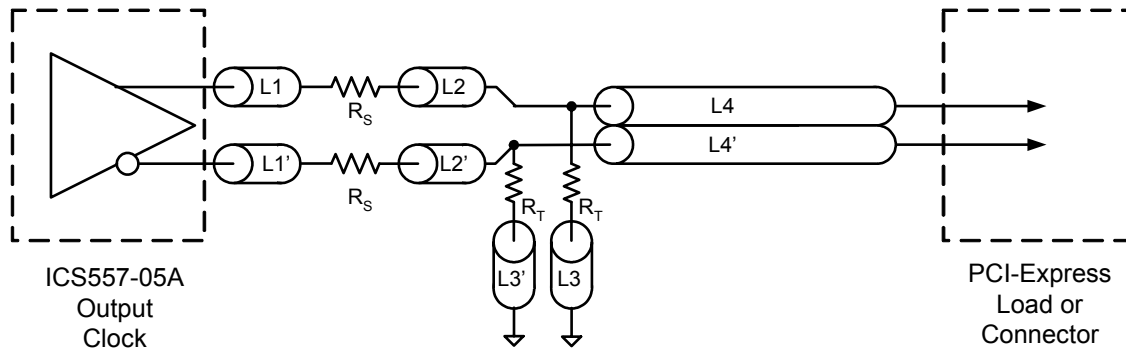 L1
R_S
L2
L4
L1’
R_S
L2’
L4’
R_T
R_T
L3’
L3
ICS557-05A
Output
Clock
PCI-Express
Load or
Connector